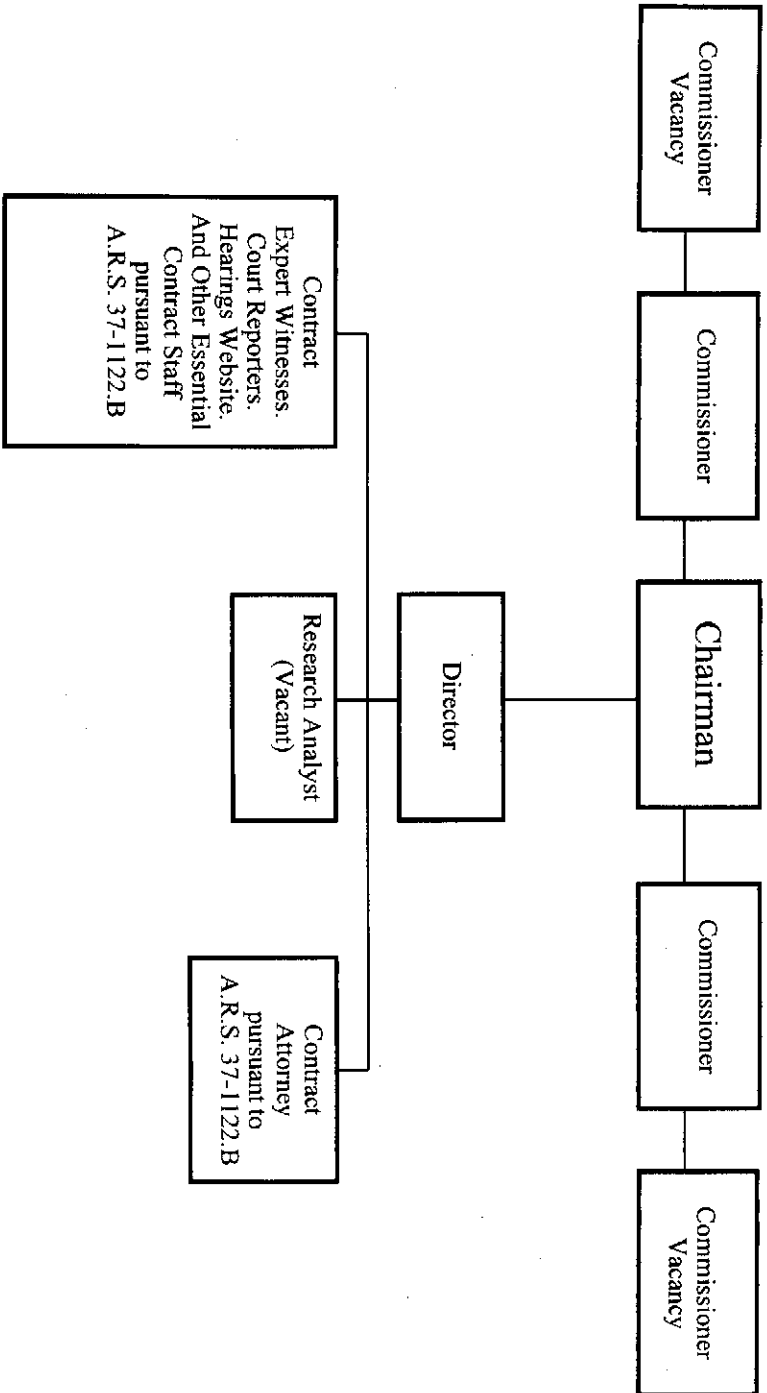 Commissioner
Vacancy
Commissioner
Chairman
Commissioner
Commissioner
Vacancy
Director
Contract
Expert Witnesses.
Court Reporters.
Hearings Website.
And Other Essential
Contract Staff
pursuant to
A.R.S. 37-1122.B
Research Analyst
(Vacant)
Contract
Attorney
pursuant to
A.R.S. 37-1122.B